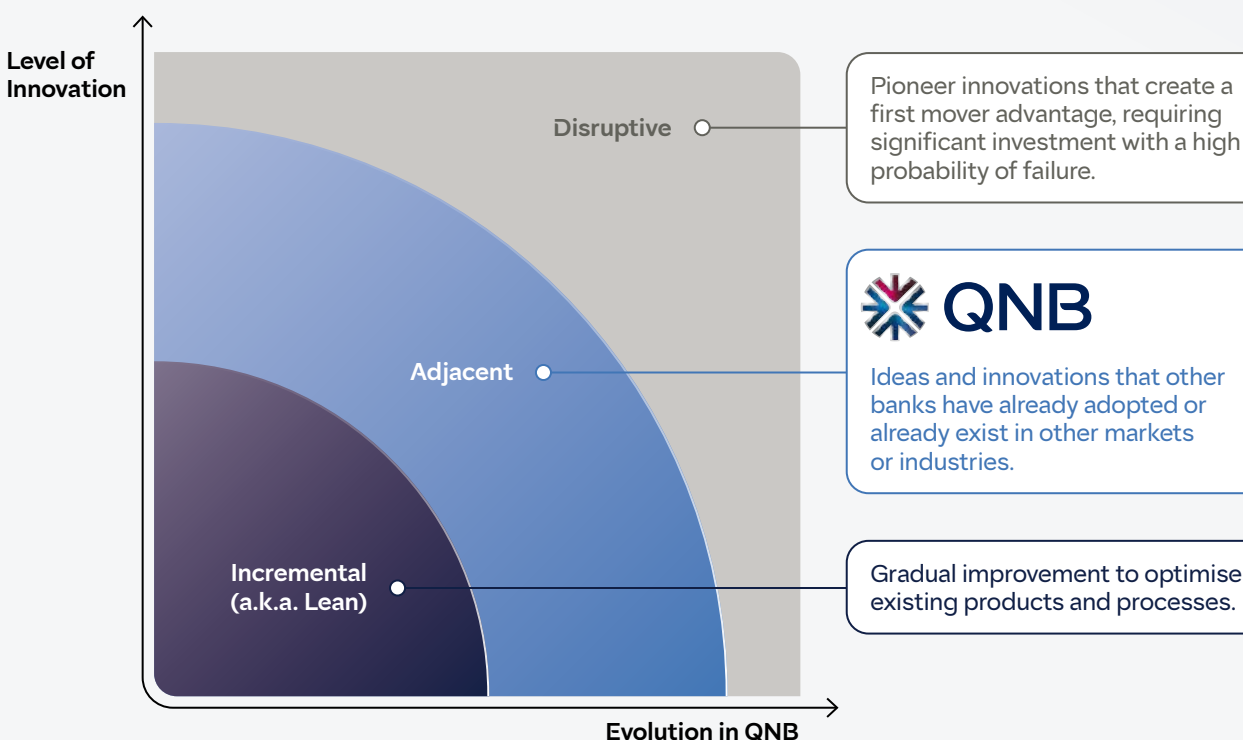 Level of
Innovation
Disruptive
Pioneer innovations that create a
first mover advantage, requiring
significant investment with a high
probability of failure.
QNB
Adjacent
Ideas and innovations that other
banks have already adopted or
already exist in other markets
or industries.
Incremental
(a.k.a. Lean)
Gradual improvement to optimise
existing products and processes.
Evolution in QNB